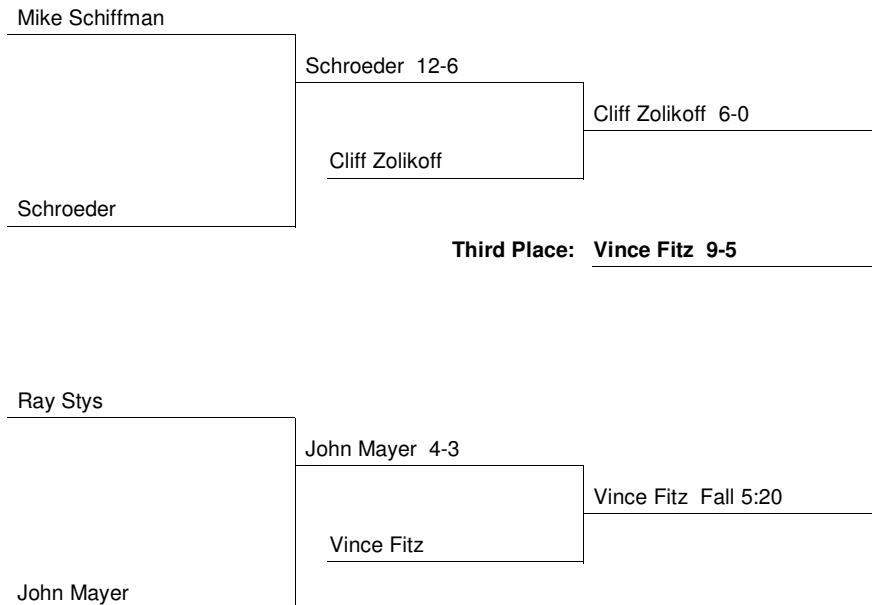 Mike Schiffman
Schroeder 12-6
Cliff Zolikoff 6-0
Cliff Zolikoff
Schroeder
Third Place: Vince Fitz 9-5
Ray Stys
John Mayer 4-3
Vince Fitz Fall 5:20
Vince Fitz
John Mayer